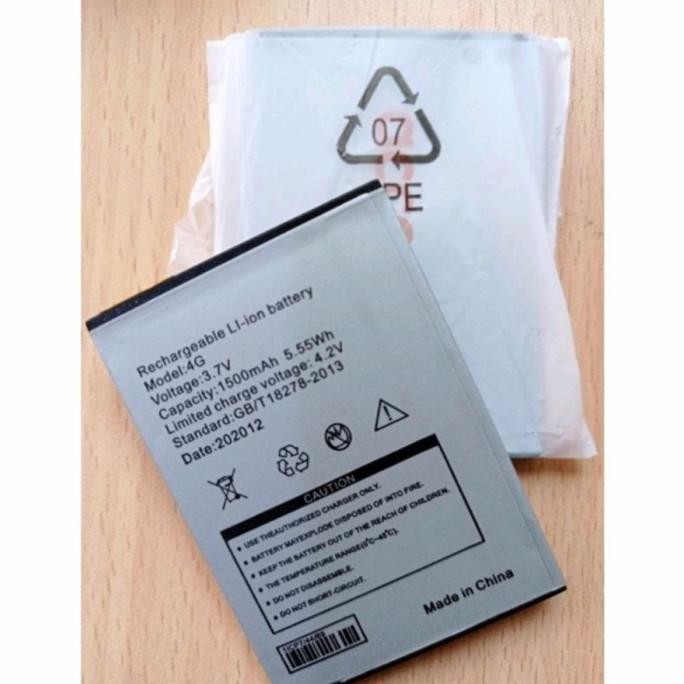 07
PE
Rechargeable LI-ion battery
Model:4G
Voltage:3.7V
Capacity:1500mAh 5.55Wh
Limited charge voltage: 4.2V
Standard:GB/T18278-2013
Date:202012
CAUTION
• USE THEAUTHORIZED CHARGER ONLY.
• BATTERY MAYEXPLODE DISPOSED OF INTO FIRE.
• KEEP THE BATTERY OUT OF THE REACH OF CHILDREN.
• THE TEMPERATURE RANGE(0°C~45°C).
• DO NOT DISASSEMBLE.
• DO NOT SHORT-CIRCUIT.
Made in China